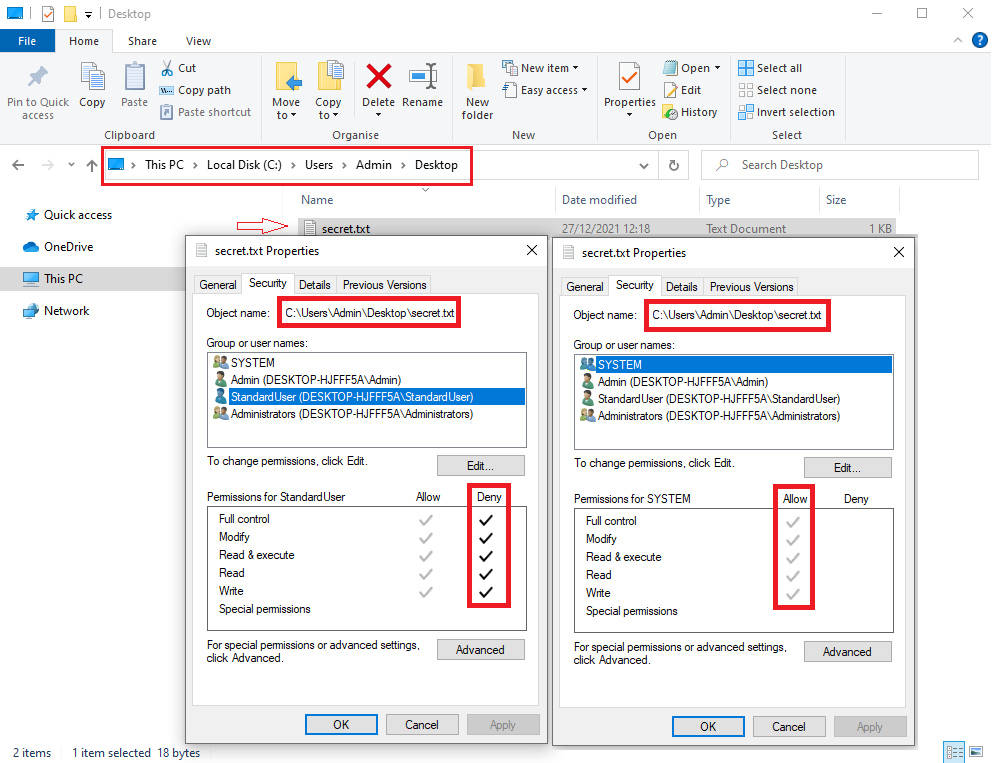 Desktop
File Home Share View
Pin to Quick access
Copy
Paste
Cut
Copy path
Paste shortcut
Clipboard
Move to
Copy to
Delete
Rename
Organise
New folder
New item
Easy access
New
Properties
Open
Edit
History
Open
Select all
Select none
Invert selection
Select
This PC Local Disk (C:) Users Admin Desktop
Search Desktop
Name Date modified Type Size
secret.txt 27/12/2021 12:18 Text Document 1 KB
Quick access
OneDrive
This PC
Network
secret.txt Properties
General Security Details Previous Versions
Object name: C:\Users\Admin\Desktop\secret.txt
Group or user names:
SYSTEM
Admin (DESKTOP-HJFFF5A\Admin)
StandardUser (DESKTOP-HJFFF5A\StandardUser)
Administrators (DESKTOP-HJFFF5A\Administrators)
To change permissions, click Edit.
Edit...
Permissions for StandardUser Allow Deny
Full control
Modify
Read & execute
Read
Write
Special permissions
For special permissions or advanced settings,
click Advanced.
Advanced
OK Cancel Apply
secret.txt Properties
General Security Details Previous Versions
Object name: C:\Users\Admin\Desktop\secret.txt
Group or user names:
SYSTEM
Admin (DESKTOP-HJFFF5A\Admin)
StandardUser (DESKTOP-HJFFF5A\StandardUser)
Administrators (DESKTOP-HJFFF5A\Administrators)
To change permissions, click Edit.
Edit...
Permissions for SYSTEM Allow Deny
Full control
Modify
Read & execute
Read
Write
Special permissions
For special permissions or advanced settings,
click Advanced.
Advanced
OK Cancel Apply
2 items 1 item selected 18 bytes